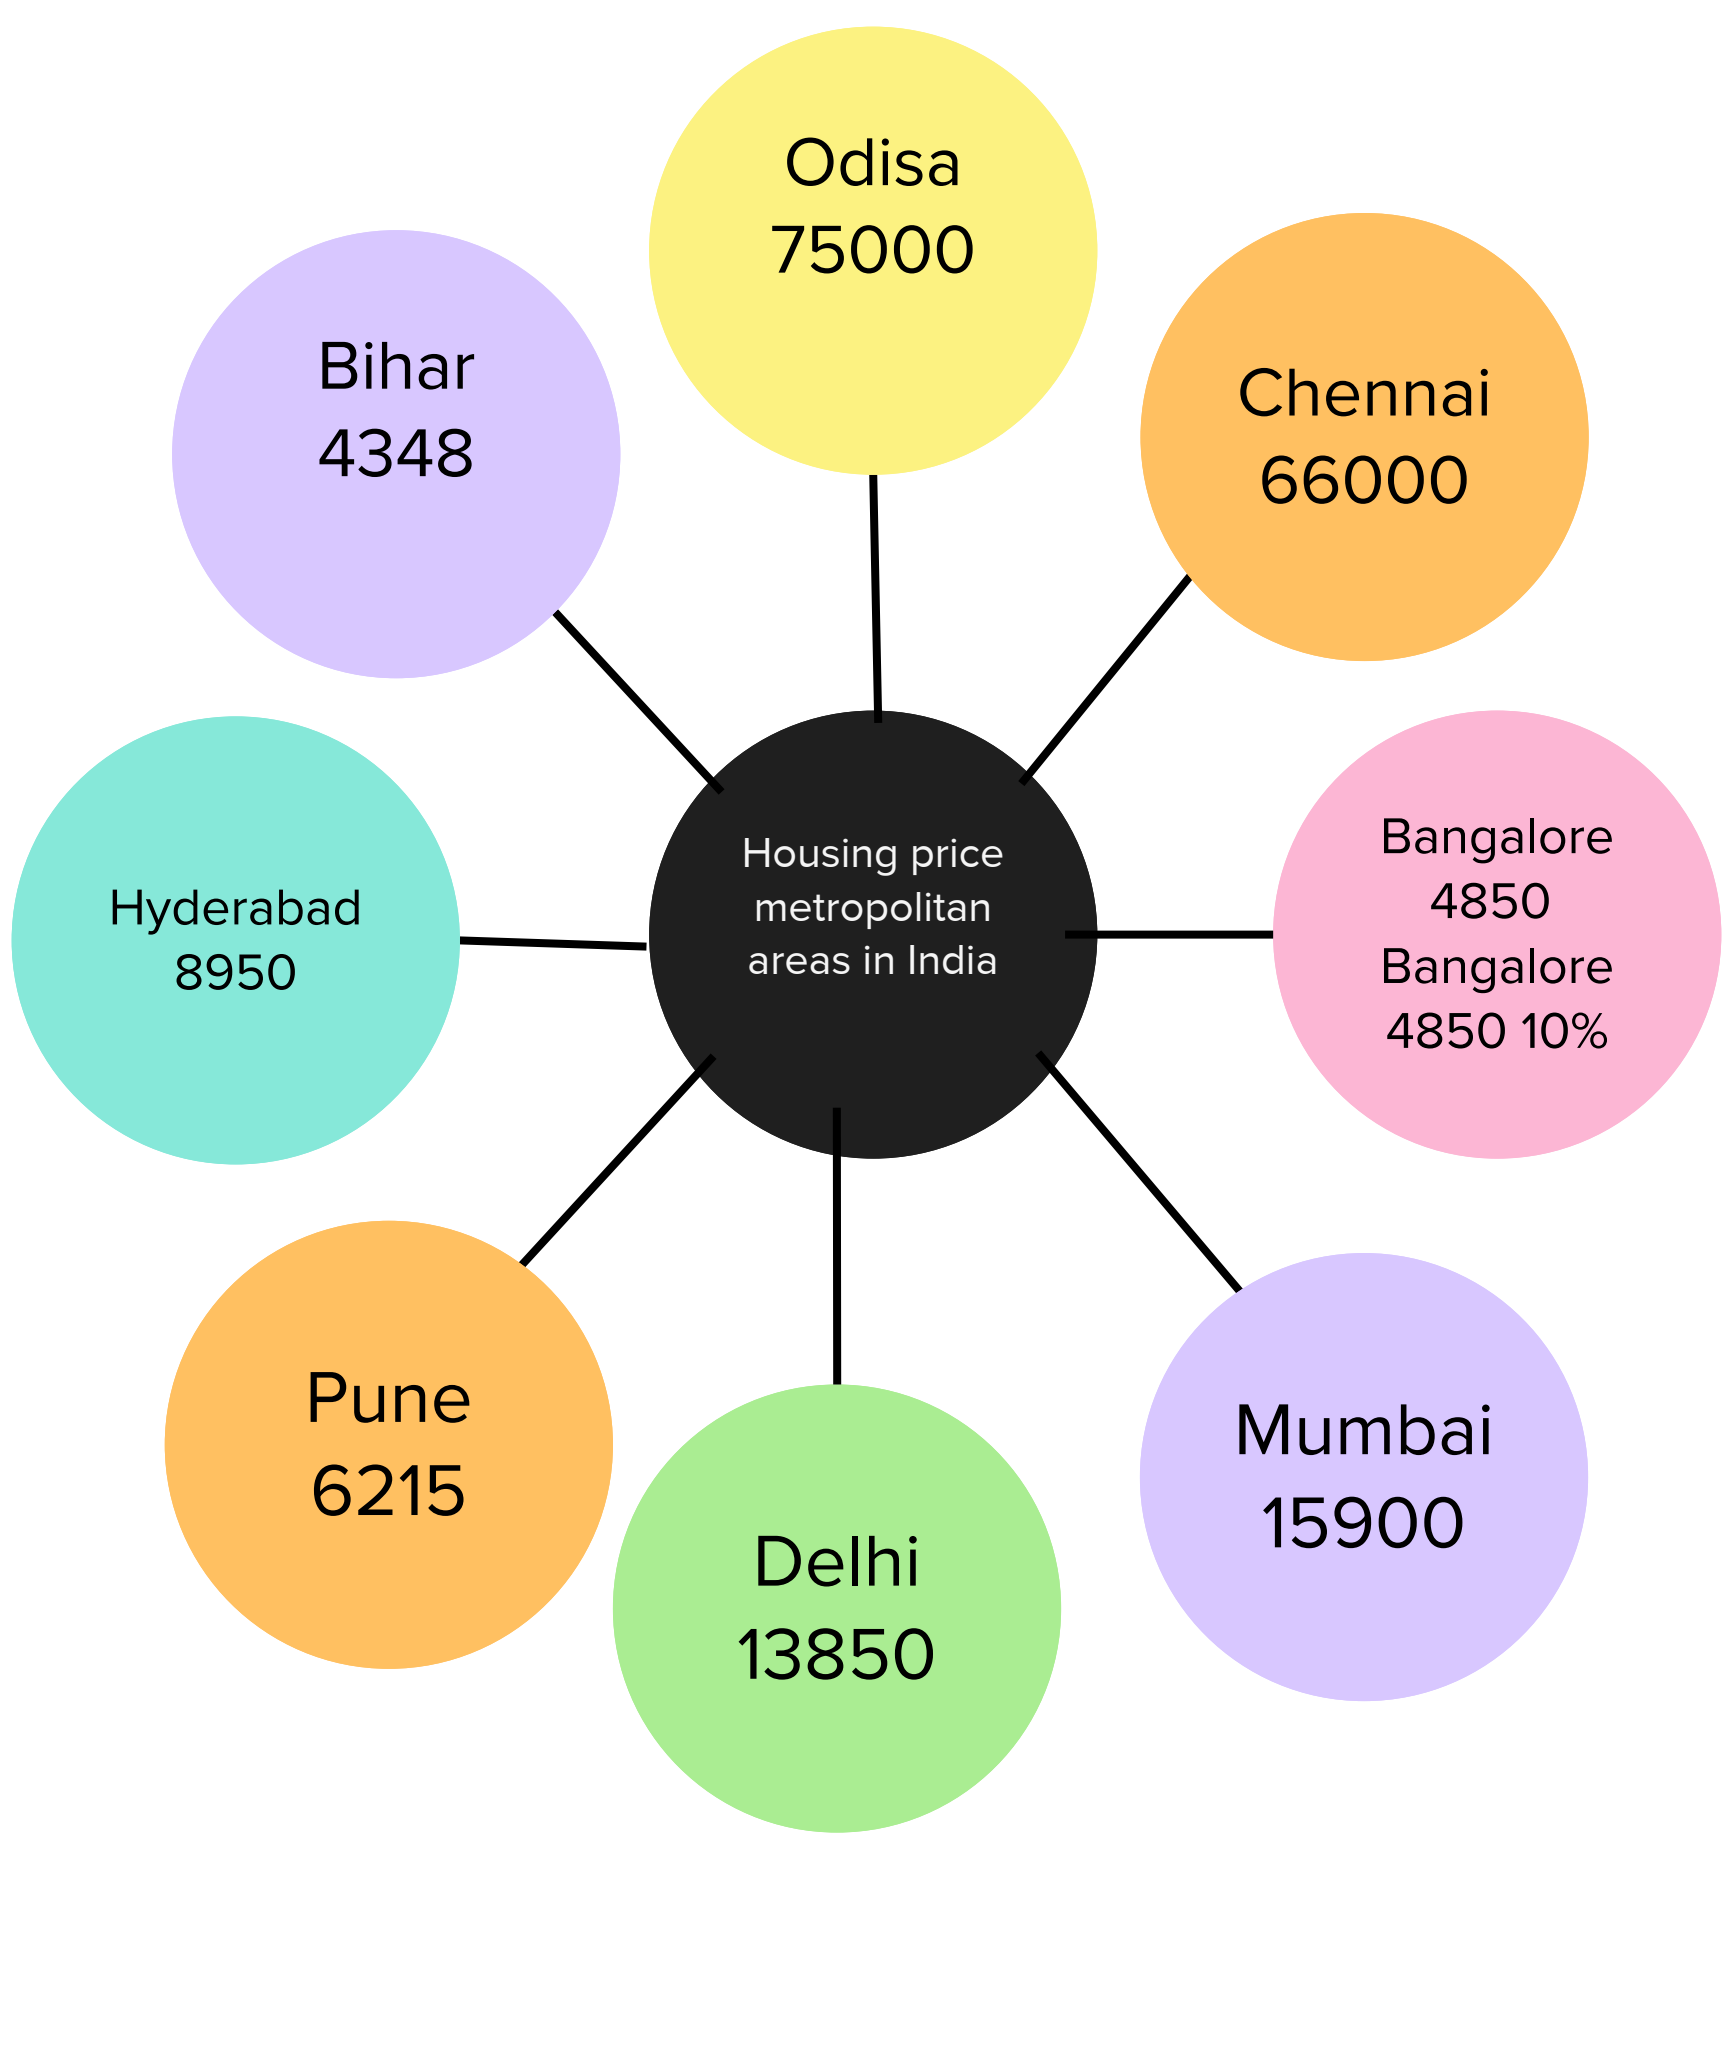 Odisa
75000
Chennai
66000
Bihar
4348
Housing price
metropolitan
areas in India
Bangalore
4850
Bangalore
4850 10%
Hyderabad
8950
Pune
6215
Delhi
13850
Mumbai
15900